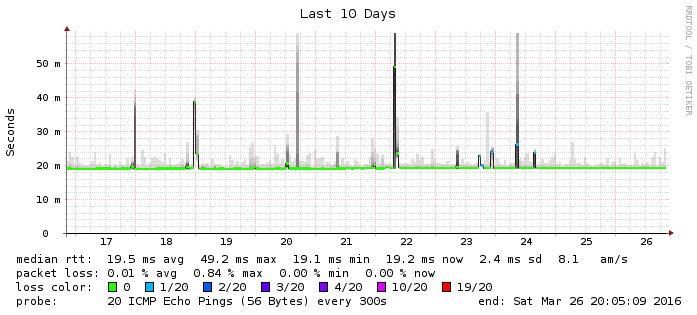 Last 10 Days
RRDTOOL / TOBI OETIKER
Seconds
50 m
40 m
30 m
20 m
10 m
0
17 18 19 20 21 22 23 24 25 26
median rtt: 19.5 ms avg 49.2 ms max 19.1 ms min 19.2 ms now 2.4 ms sd 8.1 am/s
packet loss: 0.01 % avg 0.84 % max 0.00 % min 0.00 % now
loss color: 0 1/20 2/20 3/20 4/20 10/20 19/20
probe: 20 ICMP Echo Pings (56 Bytes) every 300s end: Sat Mar 26 20:05:09 2016